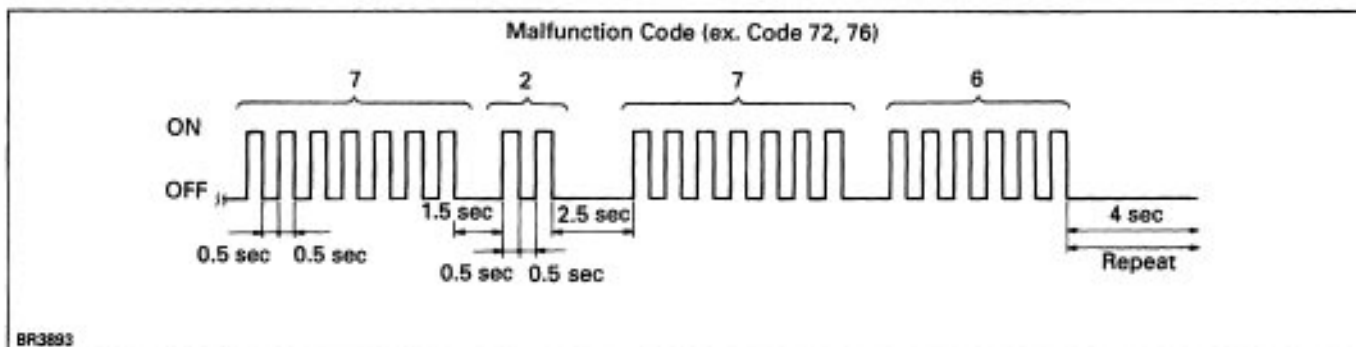 Malfunction Code (ex. Code 72, 76)
7 2 7 6
ON
OFF
1.5 sec 2.5 sec 4 sec
0.5 sec 0.5 sec 0.5 sec 0.5 sec Repeat
BR3893